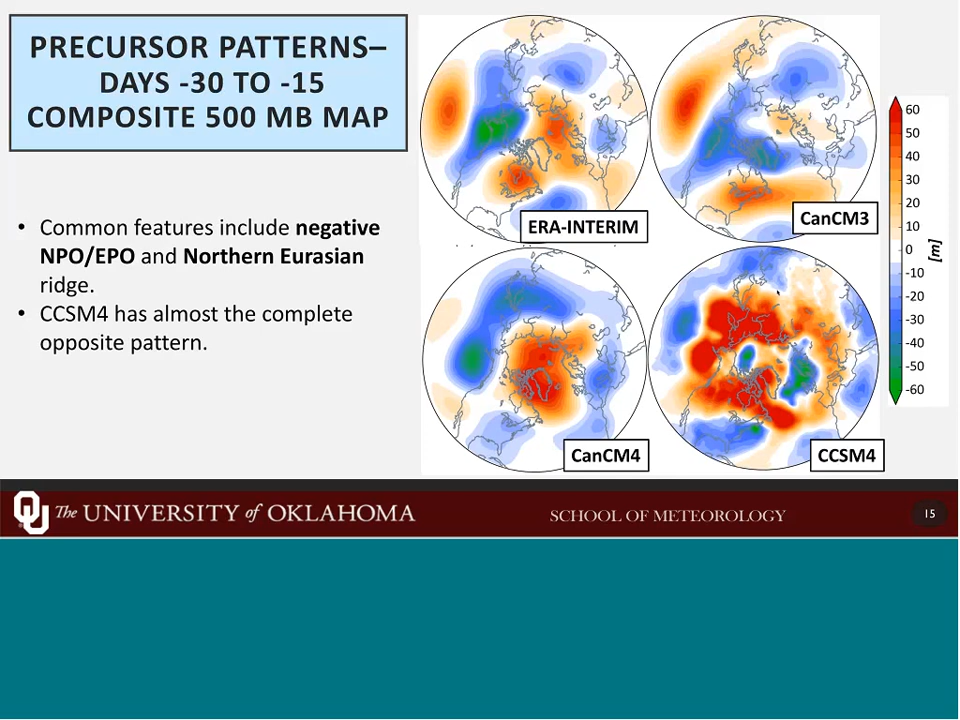 PRECURSOR PATTERNS–
DAYS -30 TO -15
COMPOSITE 500 MB MAP
• Common features include negative
NPO/EPO and Northern Eurasian
ridge.
• CCSM4 has almost the complete
opposite pattern.
ERA-INTERIM
CanCM3
CanCM4
CCSM4
60
50
40
30
20
10
0
-10
-20
-30
-40
-50
-60
[m]
The UNIVERSITY of OKLAHOMA
SCHOOL OF METEOROLOGY
15